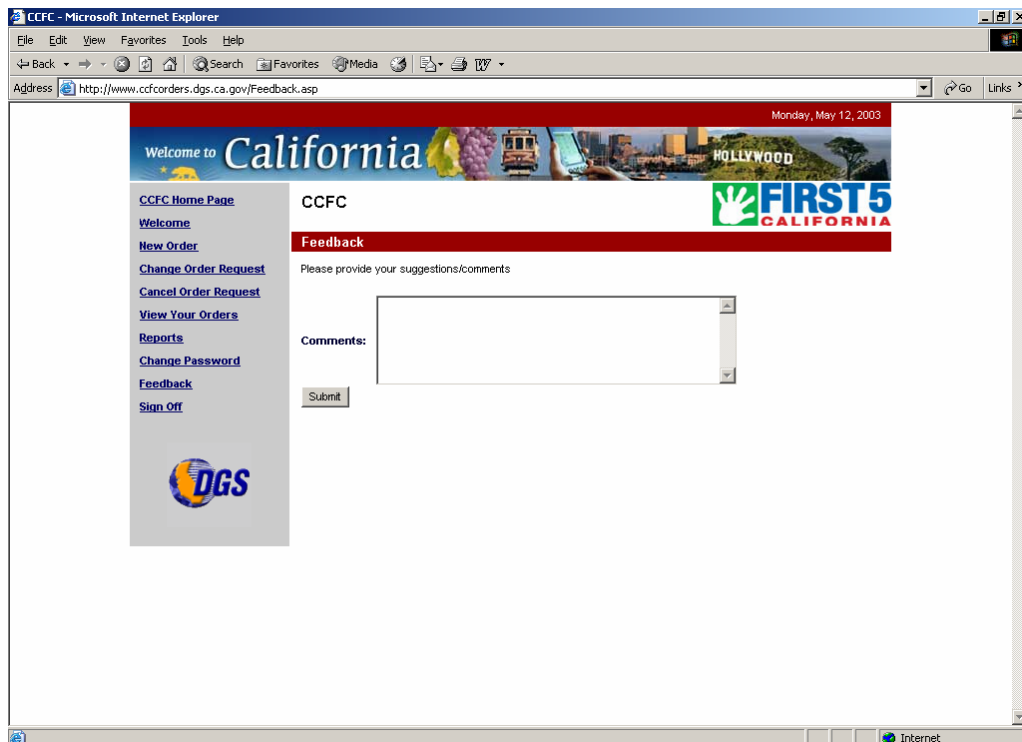 CCFC - Microsoft Internet Explorer
File Edit View Favorites Tools Help
Back Search Favorites Media
Address http://www.ccfcorders.dgs.ca.gov/Feedback.asp Go Links »
Monday, May 12, 2003
Welcome to California
HOLLYWOOD
CCFC Home Page
Welcome
New Order
Change Order Request
Cancel Order Request
View Your Orders
Reports
Change Password
Feedback
Sign Off
DGS
CCFC
FIRST 5
CALIFORNIA
Feedback
Please provide your suggestions/comments
Comments:
Submit
Internet